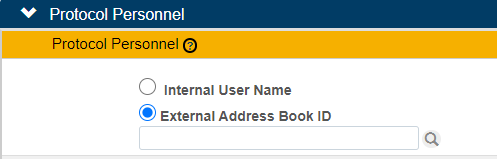 Protocol Personnel
Protocol Personnel ?
Internal User Name
External Address Book ID